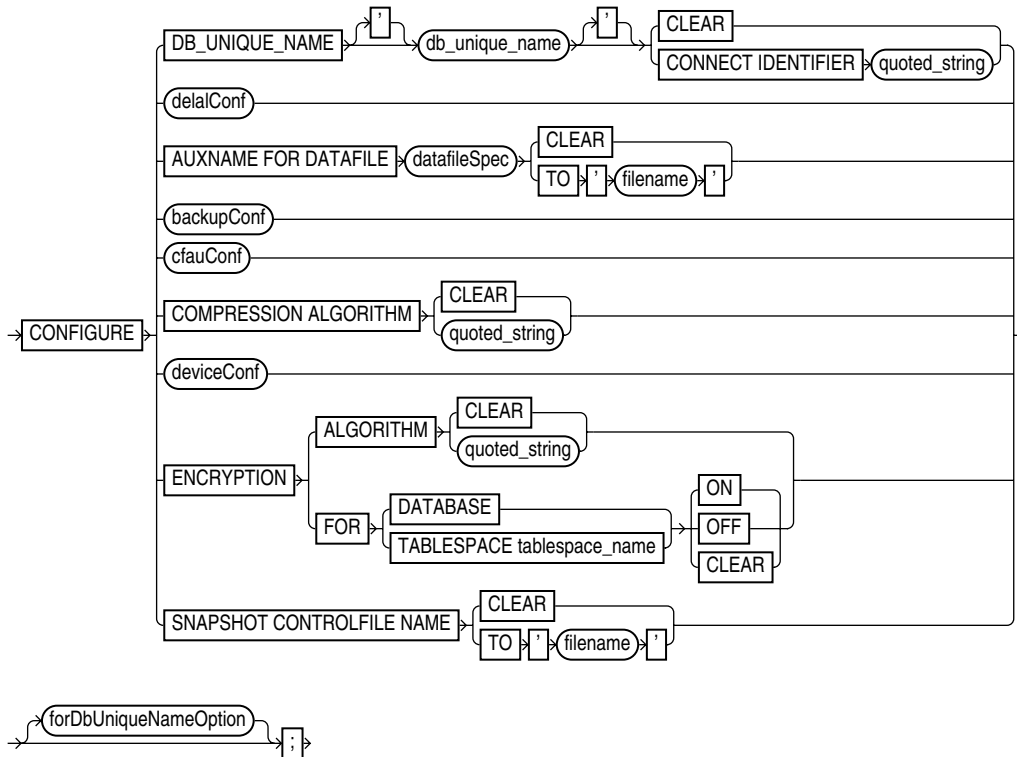 DB_UNIQUE_NAME ' db_unique_name ' CLEAR
CONNECT IDENTIFIER quoted_string
delalConf
AUXNAME FOR DATAFILE datafileSpec CLEAR
TO ' filename '
backupConf
cfauConf
COMPRESSION ALGORITHM CLEAR
quoted_string
CONFIGURE
deviceConf
ENCRYPTION ALGORITHM CLEAR
quoted_string
FOR DATABASE ON
TABLESPACE tablespace_name OFF
CLEAR
SNAPSHOT CONTROLFILE NAME CLEAR
TO ' filename '
forDbUniqueNameOption
;